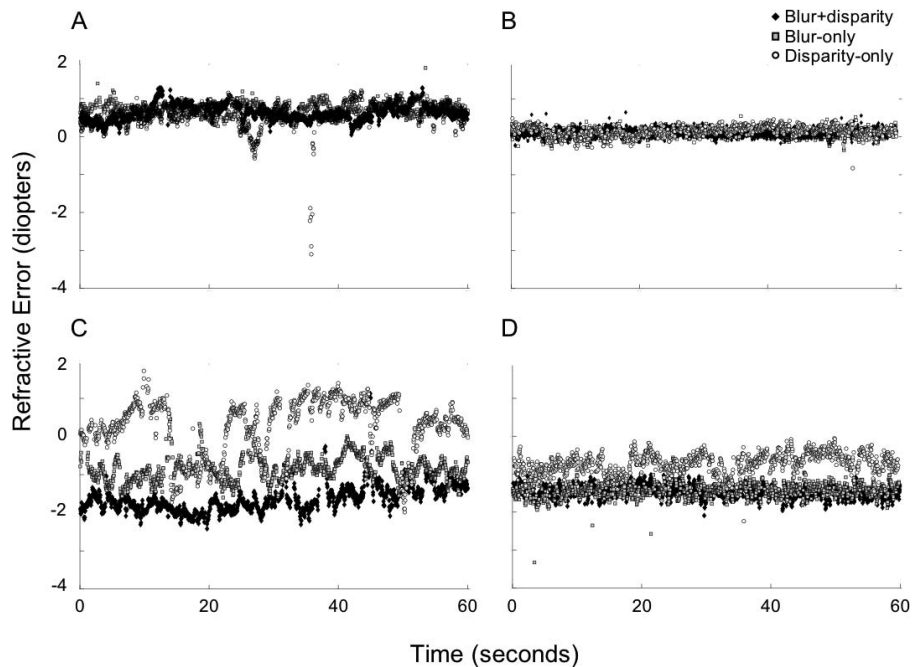 A
B
Blur+disparity
Blur-only
Disparity-only
2
0
-2
-4
C
D
2
0
-2
-4
0
20
40
60
0
20
40
60
Refractive Error (diopters)
Time (seconds)